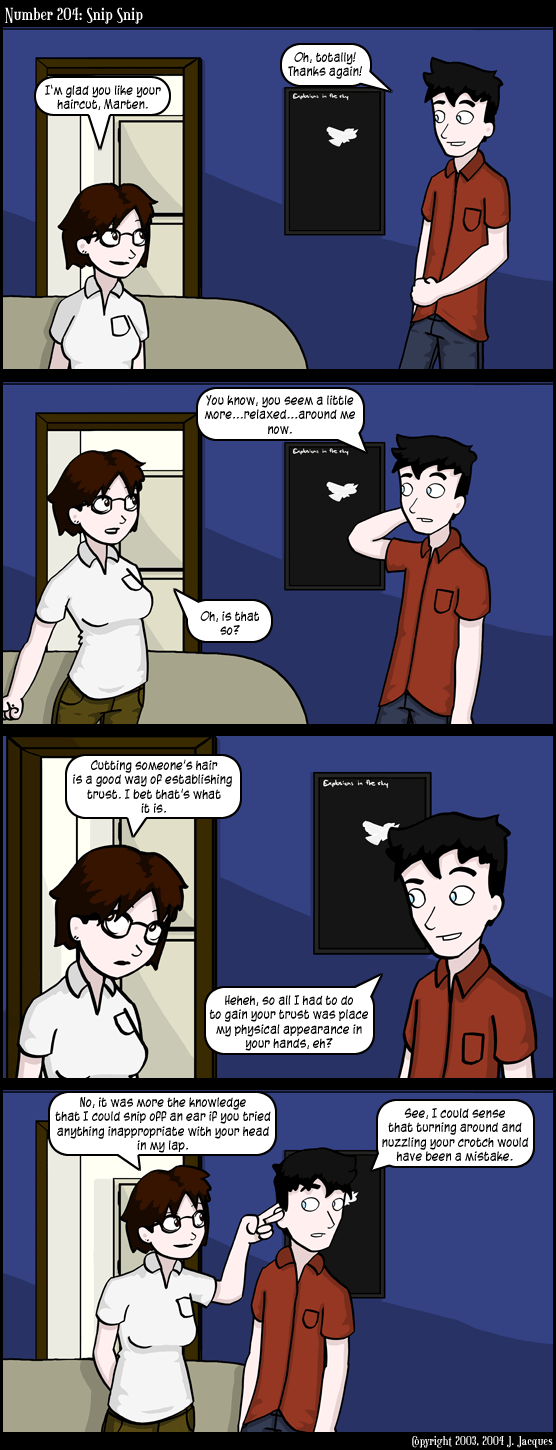 Number 204: Snip Snip
I'm glad you like your
haircut, Marten.
Oh, totally!
Thanks again!
Explosions in the sky
You know, you seem a little
more...relaxed...around me
now.
Explosions in the sky
Oh, is that
so?
Cutting someone's hair
is a good way of establishing
trust. I bet that's what
it is.
Explosions in the sky
Heheh, so all I had to do
to gain your trust was place
my physical appearance in
your hands, eh?
No, it was more the knowledge
that I could snip off an ear if you tried
anything inappropriate with your head
in my lap.
See, I could sense
that turning around and
nuzzling your crotch would
have been a mistake.
Copyright 2003, 2004 J. Jacques